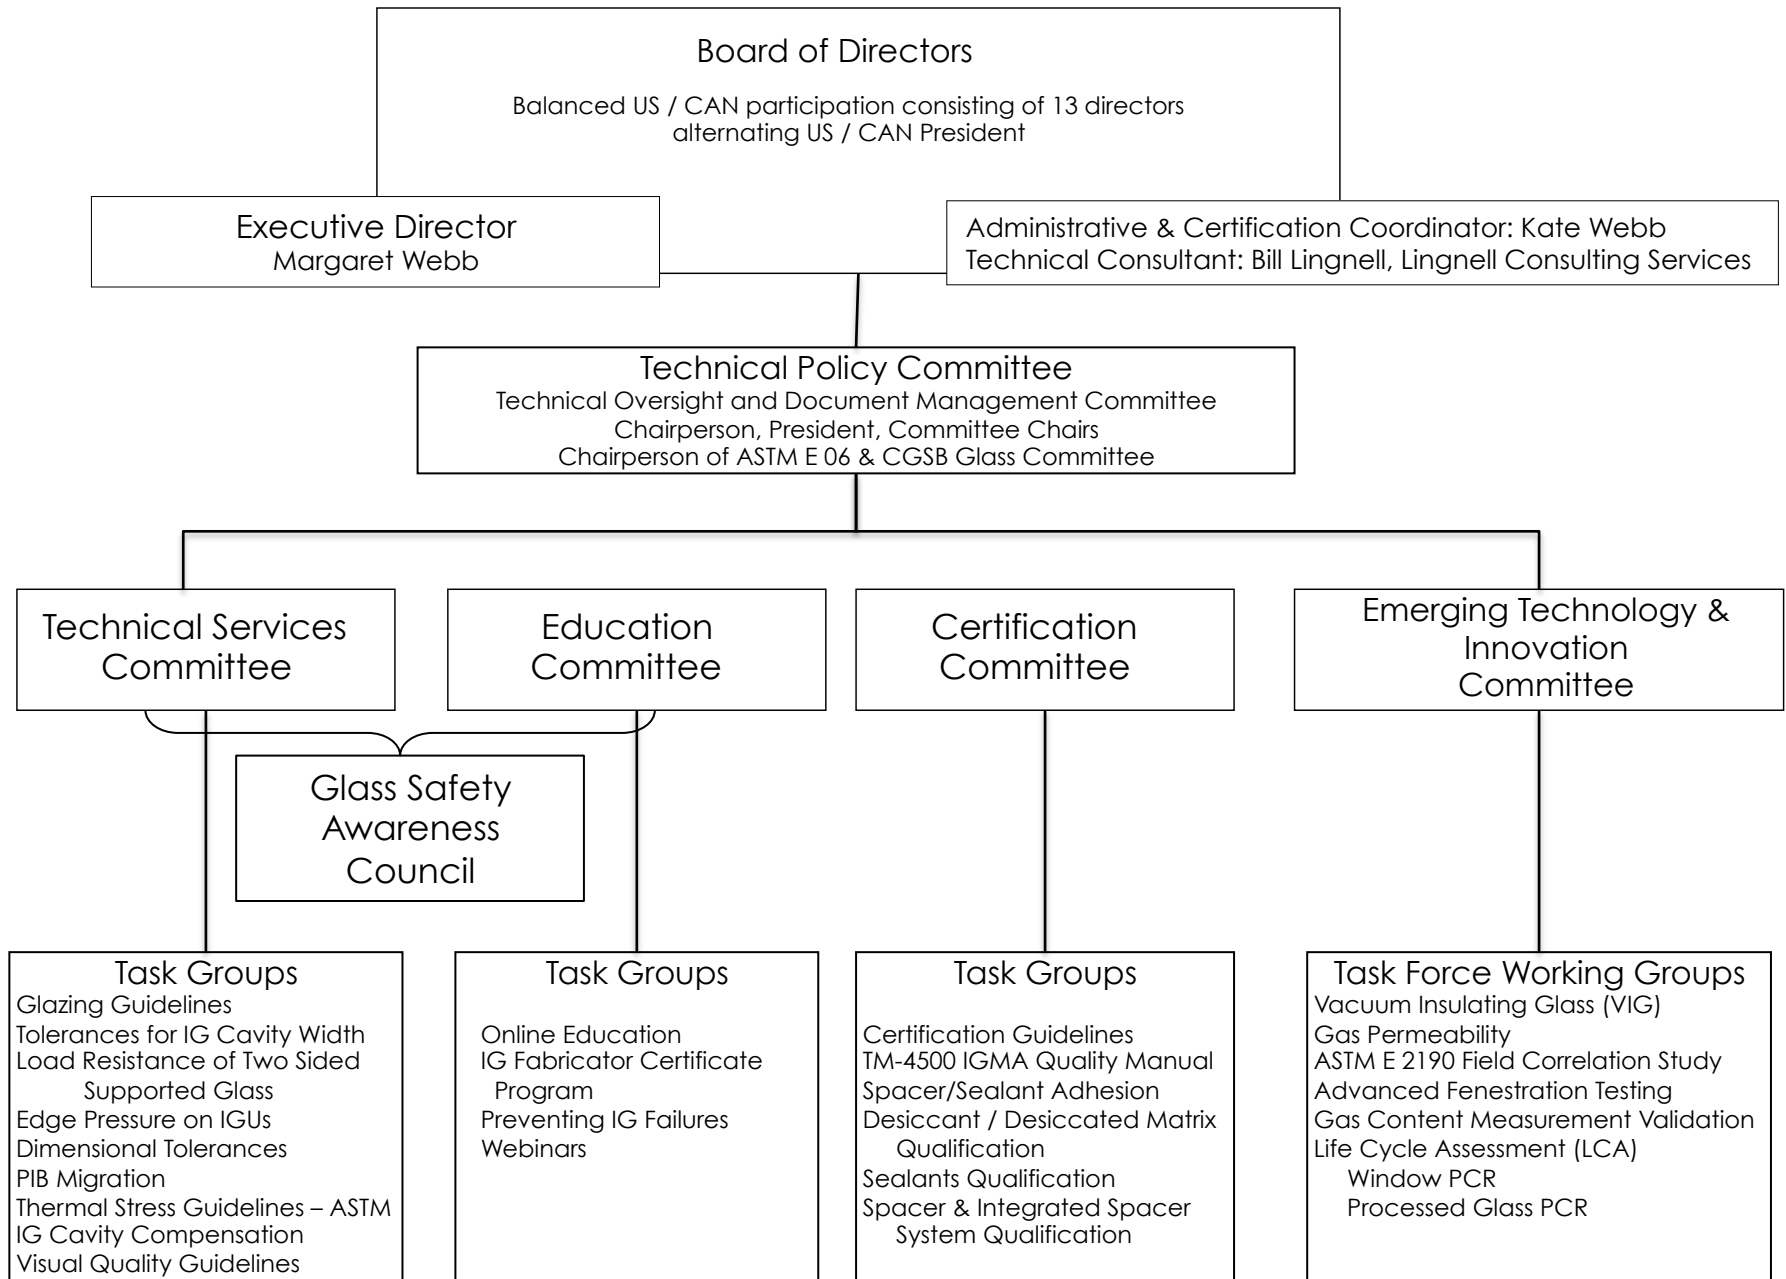 Board of Directors
Balanced US / CAN participation consisting of 13 directors
alternating US / CAN President
Executive Director
Margaret Webb
Administrative & Certification Coordinator: Kate Webb
Technical Consultant: Bill Lingnell, Lingnell Consulting Services
Technical Policy Committee
Technical Oversight and Document Management Committee
Chairperson, President, Committee Chairs
Chairperson of ASTM E 06 & CGSB Glass Committee
Technical Services
Committee
Education
Committee
Certification
Committee
Emerging Technology &
Innovation
Committee
Glass Safety
Awareness
Council
Task Groups
Glazing Guidelines
Tolerances for IG Cavity Width
Load Resistance of Two Sided
Supported Glass
Edge Pressure on IGUs
Dimensional Tolerances
PIB Migration
Thermal Stress Guidelines – ASTM
IG Cavity Compensation
Visual Quality Guidelines
Task Groups
Online Education
IG Fabricator Certificate
Program
Preventing IG Failures
Webinars
Task Groups
Certification Guidelines
TM-4500 IGMA Quality Manual
Spacer/Sealant Adhesion
Desiccant / Desiccated Matrix
Qualification
Sealants Qualification
Spacer & Integrated Spacer
System Qualification
Task Force Working Groups
Vacuum Insulating Glass (VIG)
Gas Permeability
ASTM E 2190 Field Correlation Study
Advanced Fenestration Testing
Gas Content Measurement Validation
Life Cycle Assessment (LCA)
Window PCR
Processed Glass PCR